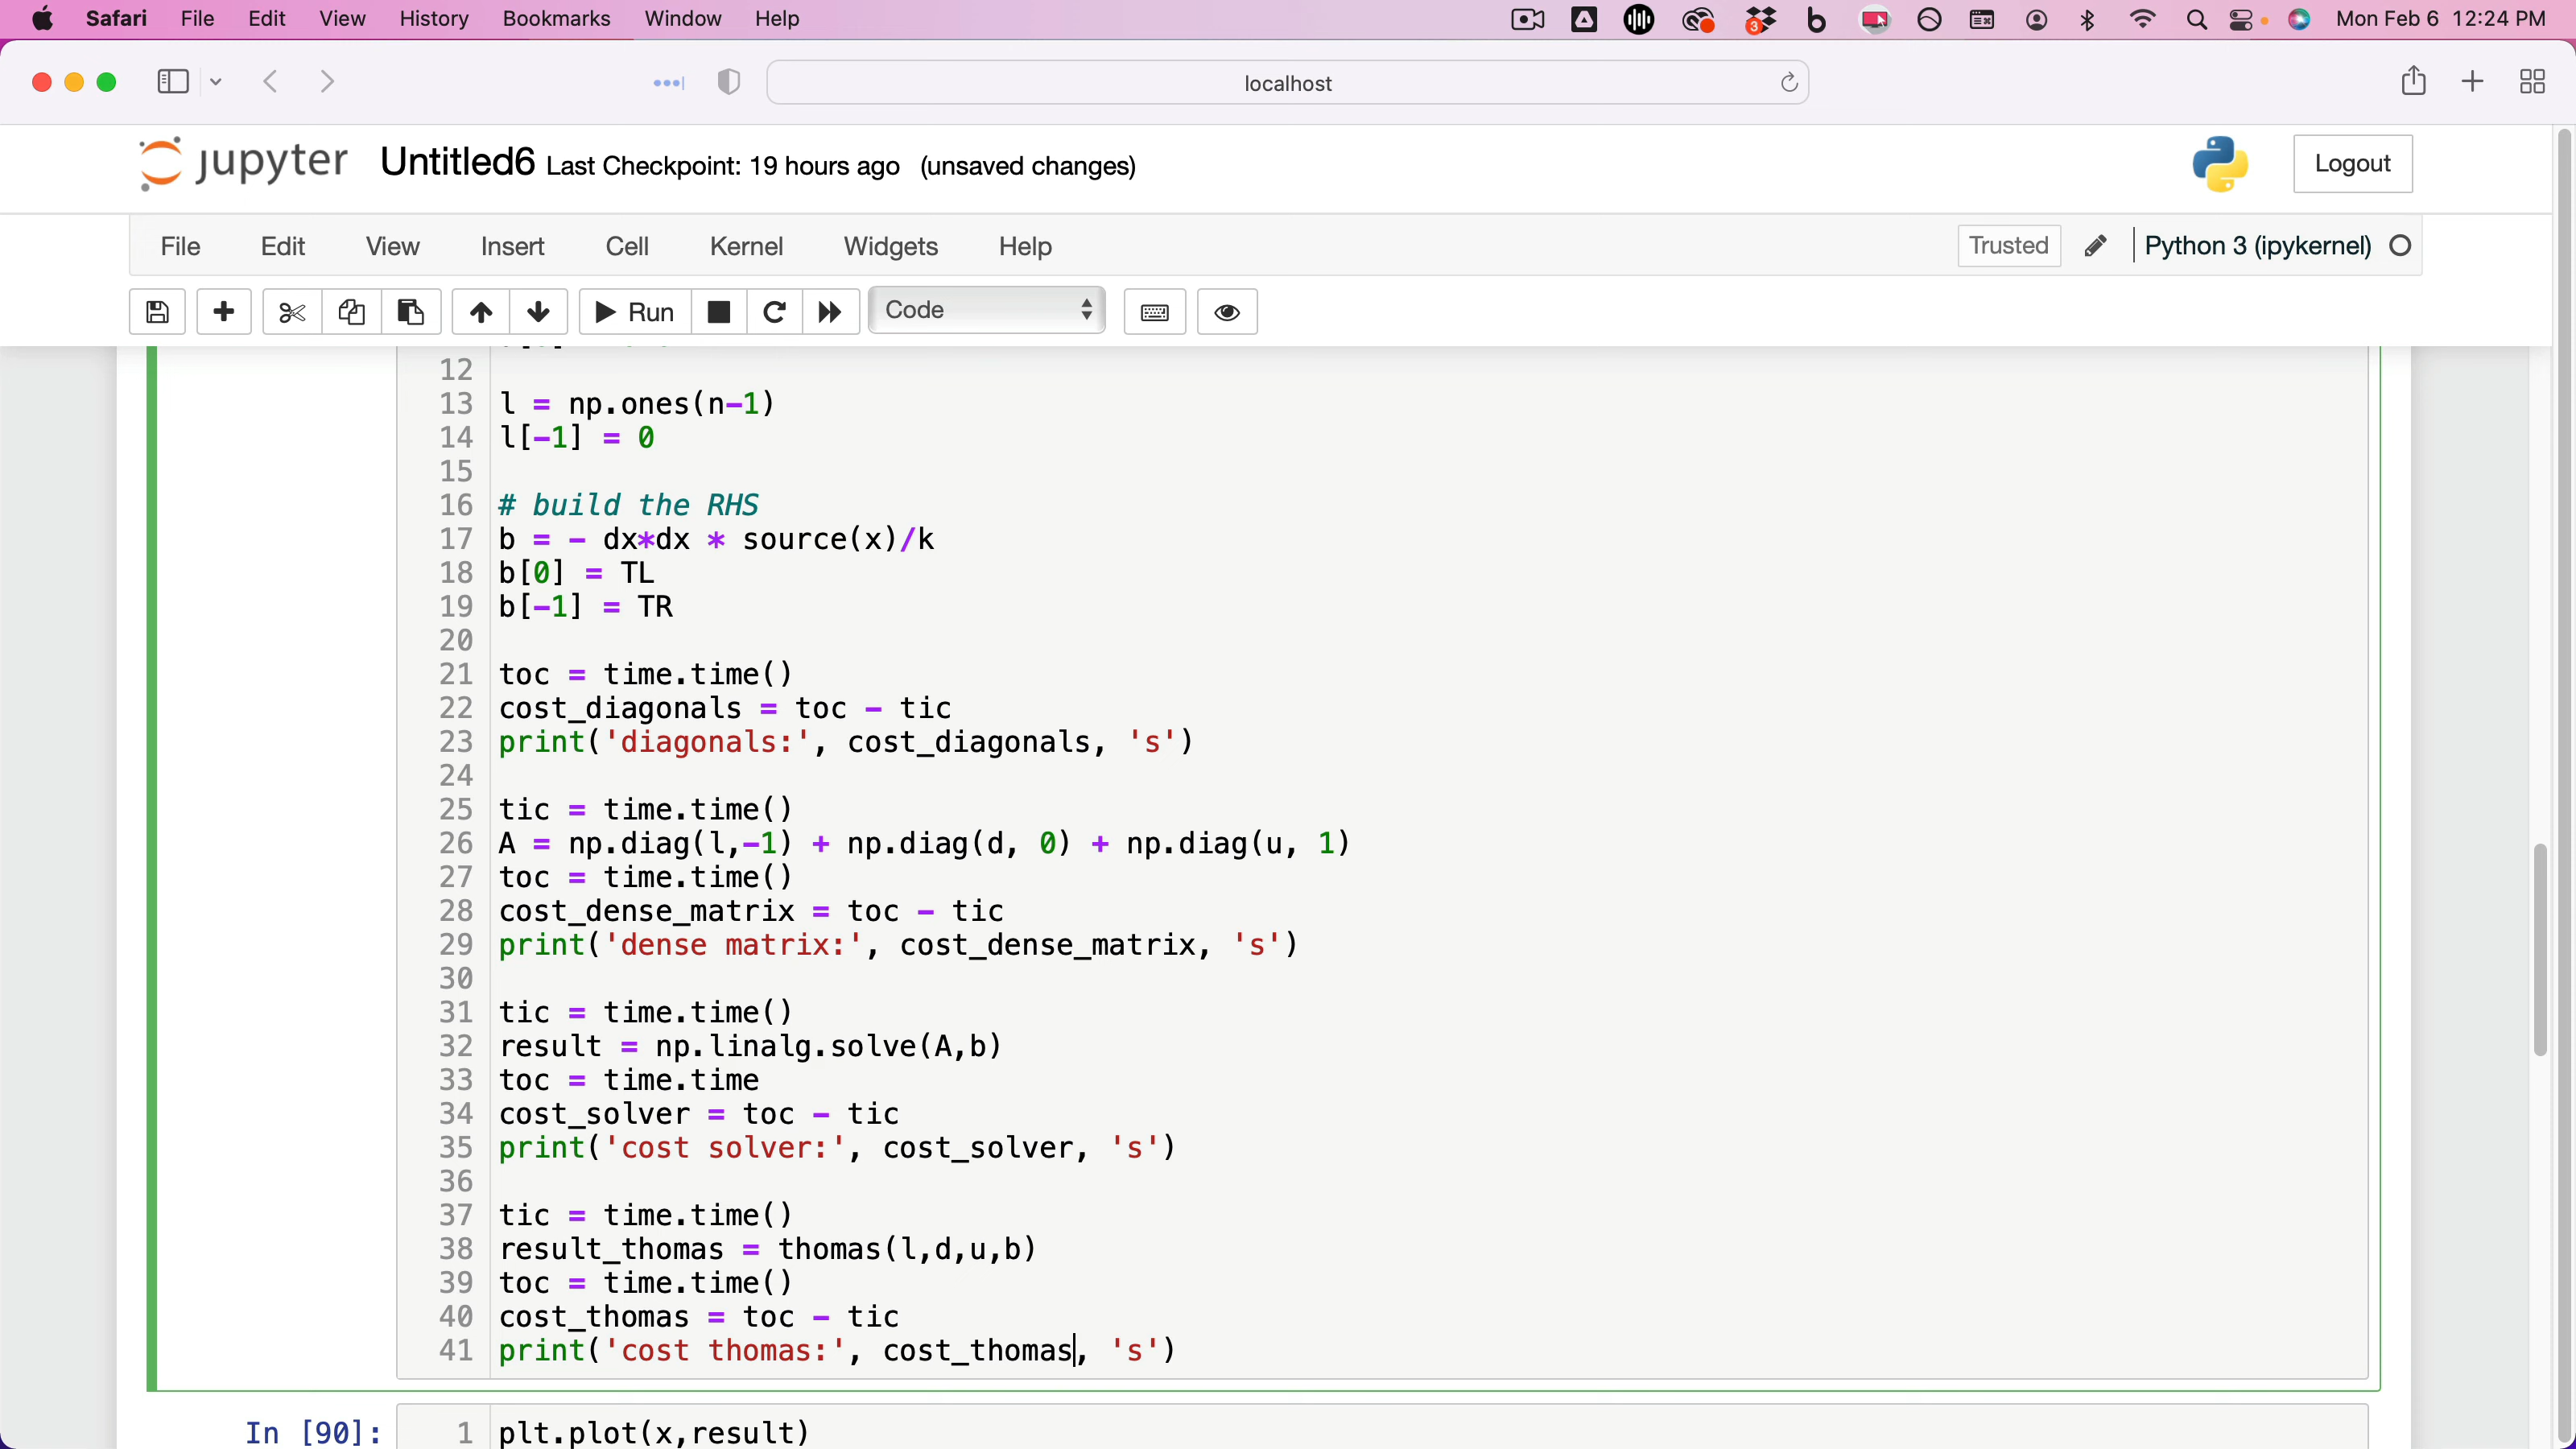 Safari File Edit View History Bookmarks Window Help 3 Mon Feb 6 12:24 PM
localhost
jupyter Untitled6 Last Checkpoint: 19 hours ago (unsaved changes) Logout
File Edit View Insert Cell Kernel Widgets Help Trusted Python 3 (ipykernel)
Run Code
12
13 l = np.ones(n-1)
14 l[-1] = 0
15
16 # build the RHS
17 b = - dx*dx * source(x)/k
18 b[0] = TL
19 b[-1] = TR
20
21 toc = time.time()
22 cost_diagonals = toc - tic
23 print('diagonals:', cost_diagonals, 's')
24
25 tic = time.time()
26 A = np.diag(l,-1) + np.diag(d, 0) + np.diag(u, 1)
27 toc = time.time()
28 cost_dense_matrix = toc - tic
29 print('dense matrix:', cost_dense_matrix, 's')
30
31 tic = time.time()
32 result = np.linalg.solve(A,b)
33 toc = time.time
34 cost_solver = toc - tic
35 print('cost solver:', cost_solver, 's')
36
37 tic = time.time()
38 result_thomas = thomas(l,d,u,b)
39 toc = time.time()
40 cost_thomas = toc - tic
41 print('cost thomas:', cost_thomas, 's')
In [90]: 1 plt.plot(x,result)